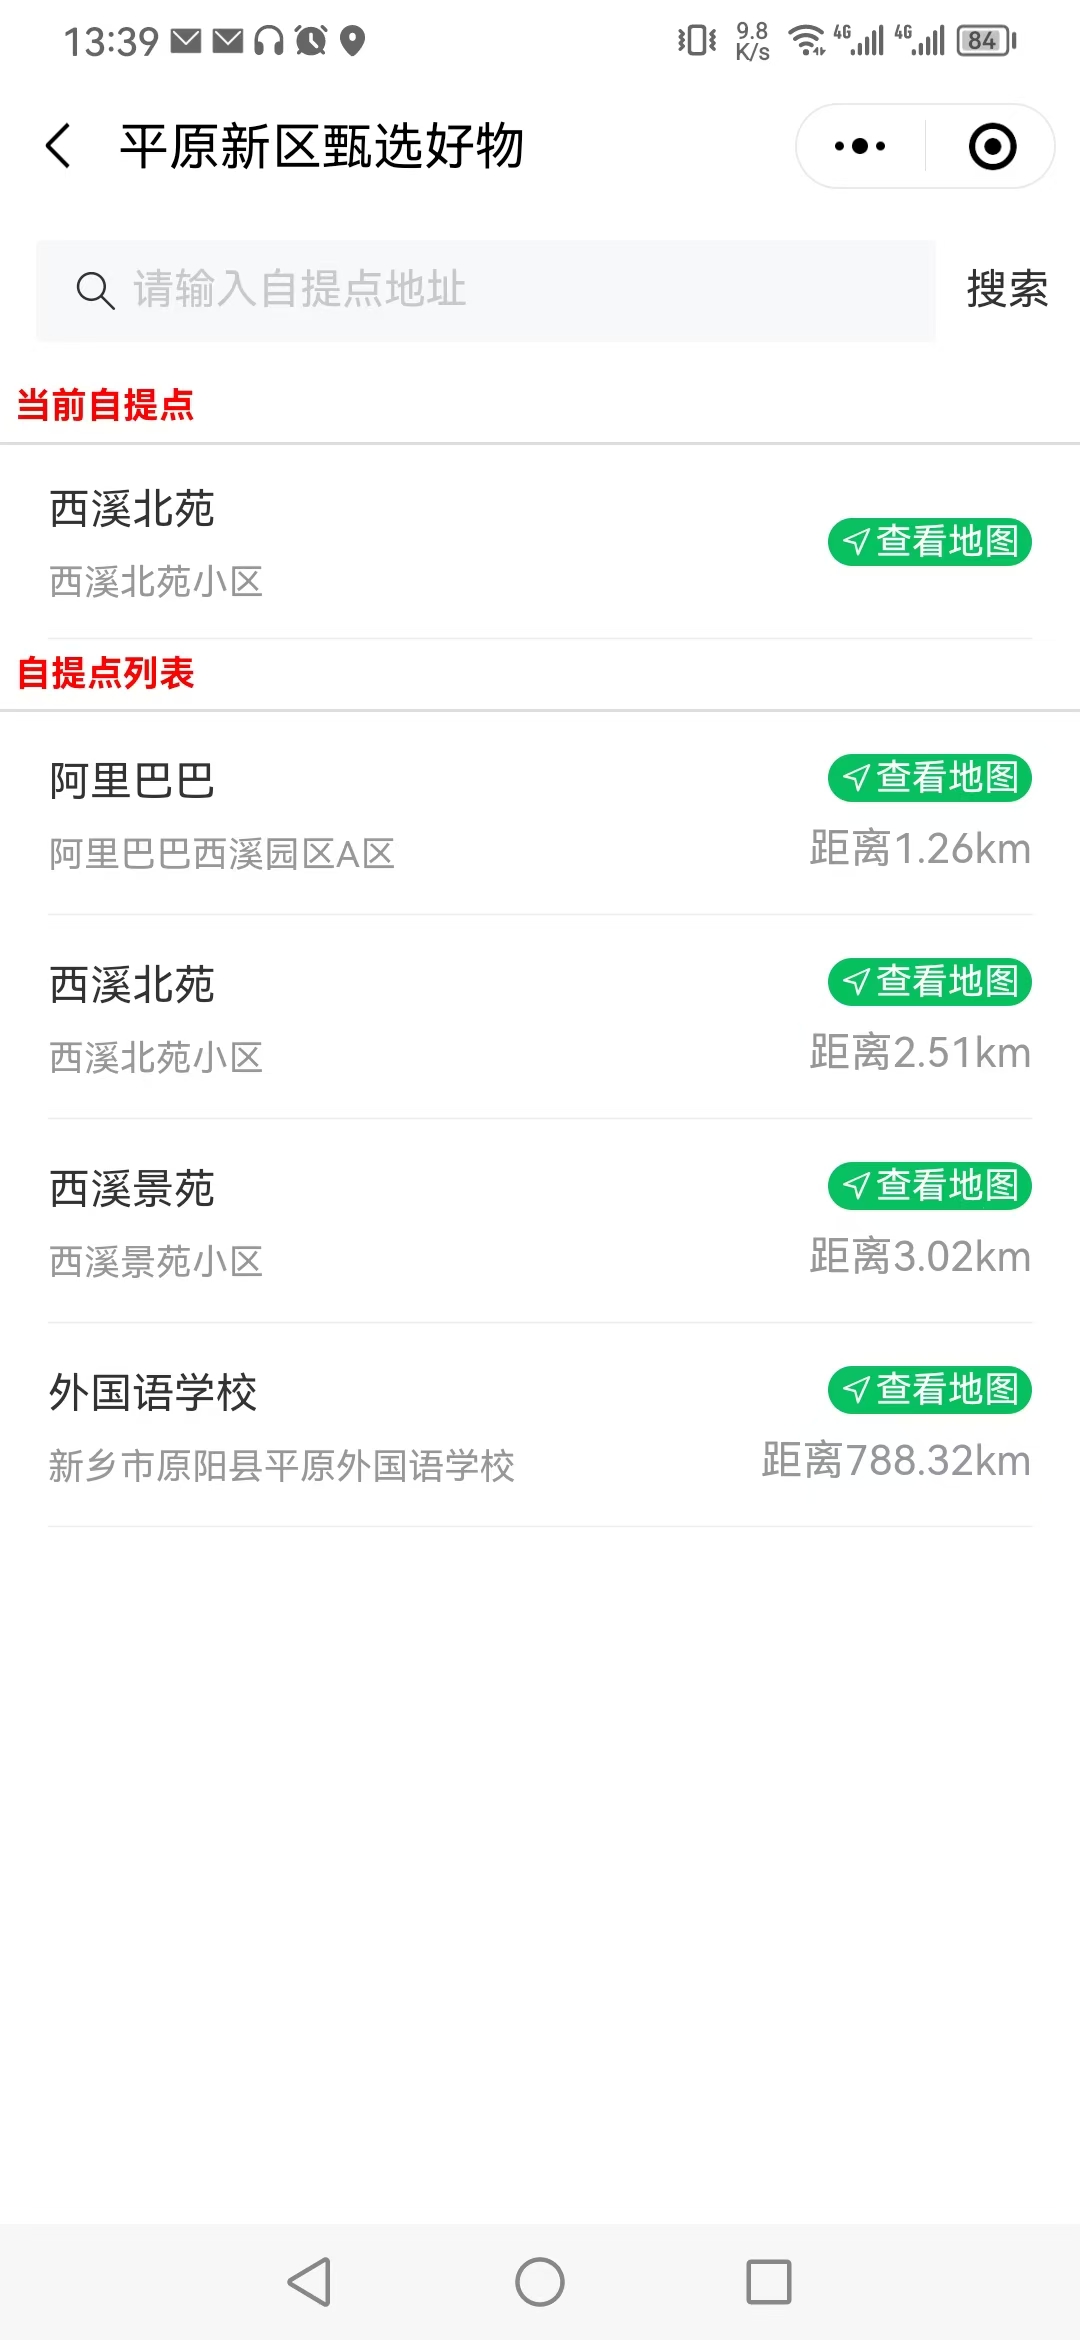 13:39
9.8 K/s 4G 4G 84
平原新区甄选好物
请输入自提点地址
搜索
当前自提点
西溪北苑
查看地图
西溪北苑小区
自提点列表
阿里巴巴
查看地图
阿里巴巴西溪园区A区
距离1.26km
西溪北苑
查看地图
西溪北苑小区
距离2.51km
西溪景苑
查看地图
西溪景苑小区
距离3.02km
外国语学校
查看地图
新乡市原阳县平原外国语学校
距离788.32km